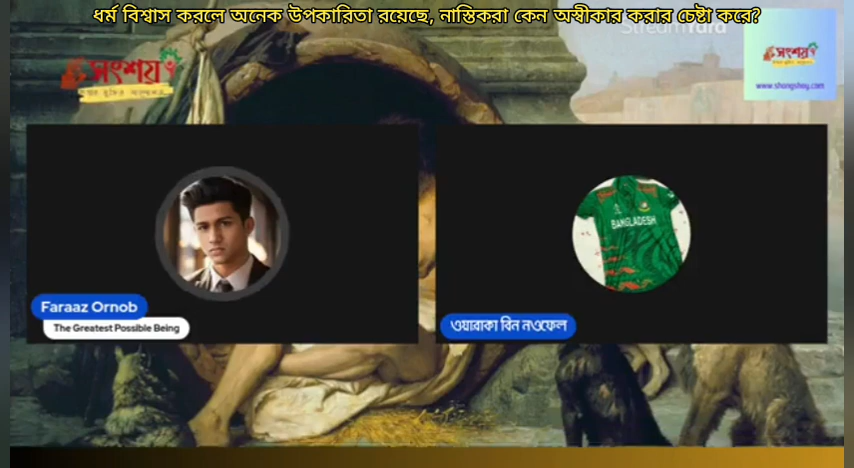 ধর্ম বিশ্বাস করলে অনেক উপকারিতা রয়েছে, নাস্তিকরা কেন অস্বীকার করার চেষ্টা করে?
StreamYard
সংশয়
সংশয়
www.shongshoy.com
BANGLADESH
Faraaz Ornob
The Greatest Possible Being
ওয়ারাকা বিন নওফেল